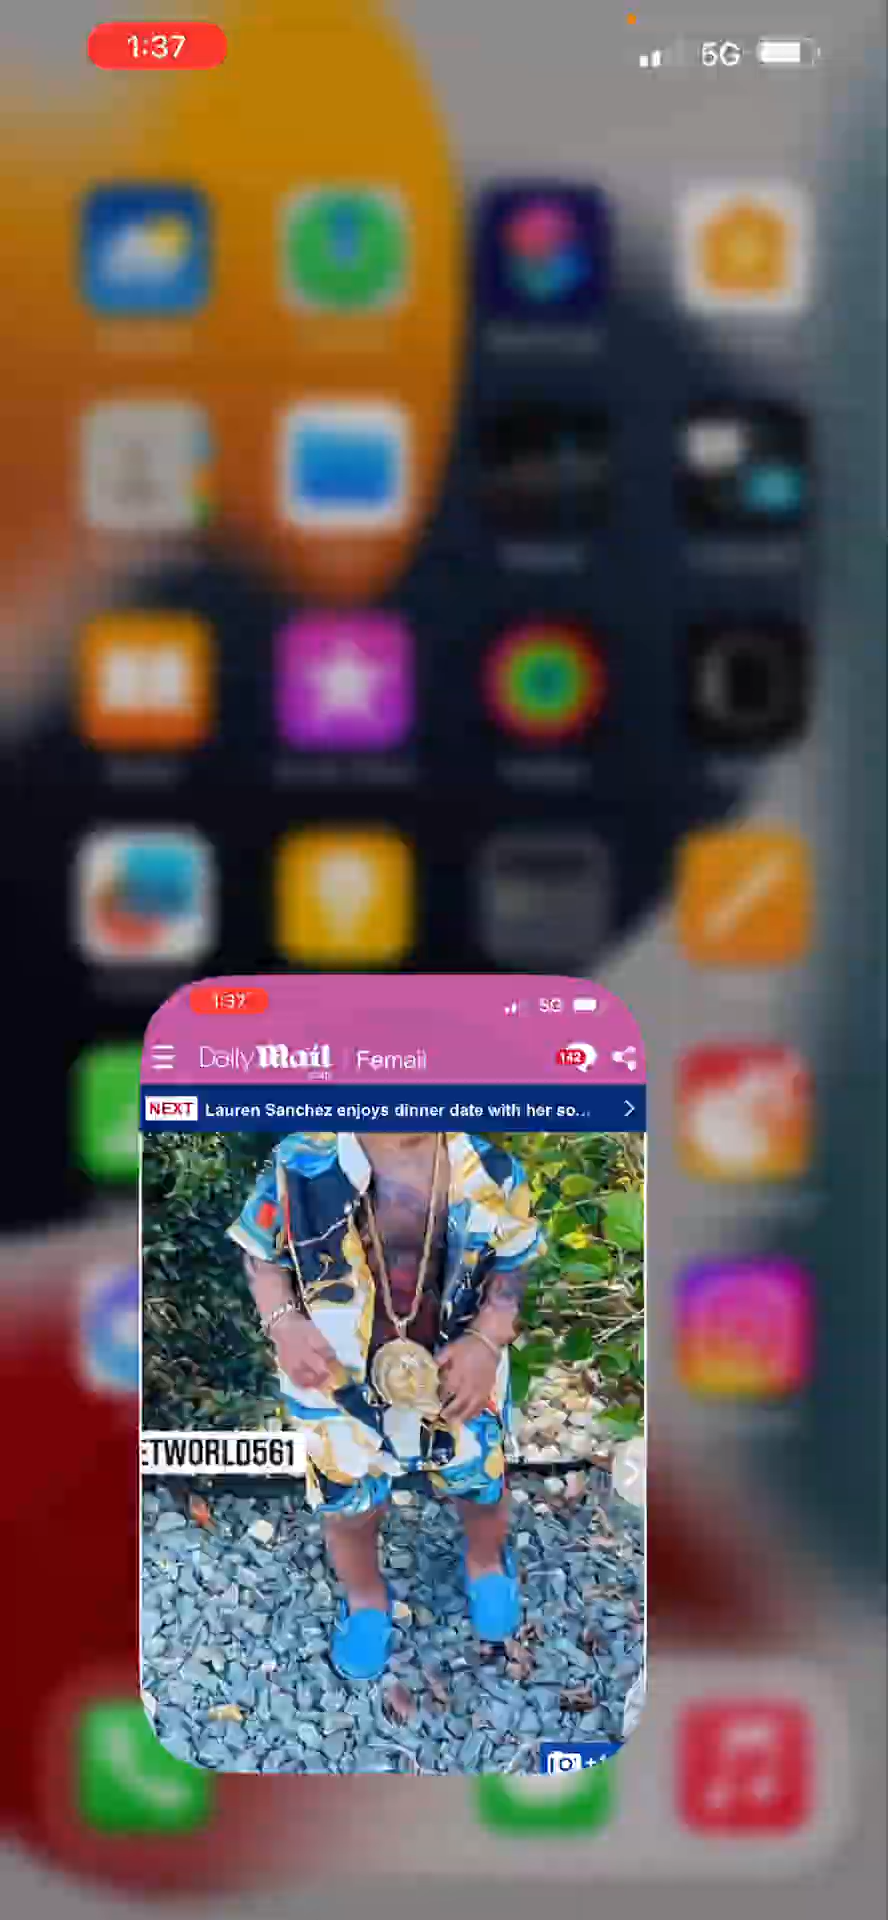 1:37
5G
1:37
5G
Daily Mail
.com
Femail
142
NEXT
Lauren Sanchez enjoys dinner date with her so...
ETWORLD561